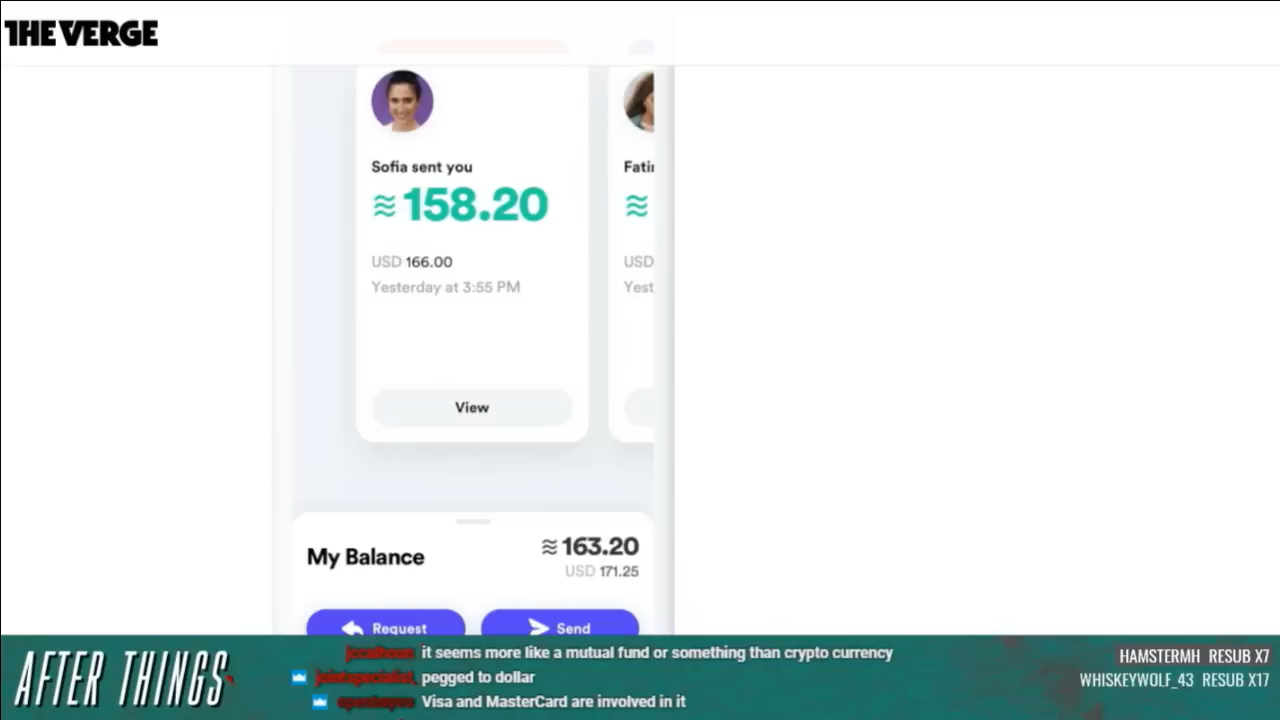 THE VERGE
Sofia sent you
≋ 158.20
USD 166.00
Yesterday at 3:55 PM
View
Fati
≋
USD
Yest
My Balance
≋ 163.20
USD 171.25
Request
Send
AFTER THINGS
it seems more like a mutual fund or something than crypto currency
pegged to dollar
Visa and MasterCard are involved in it
HAMSTERMH RESUB X7
WHISKEYWOLF_43 RESUB X17